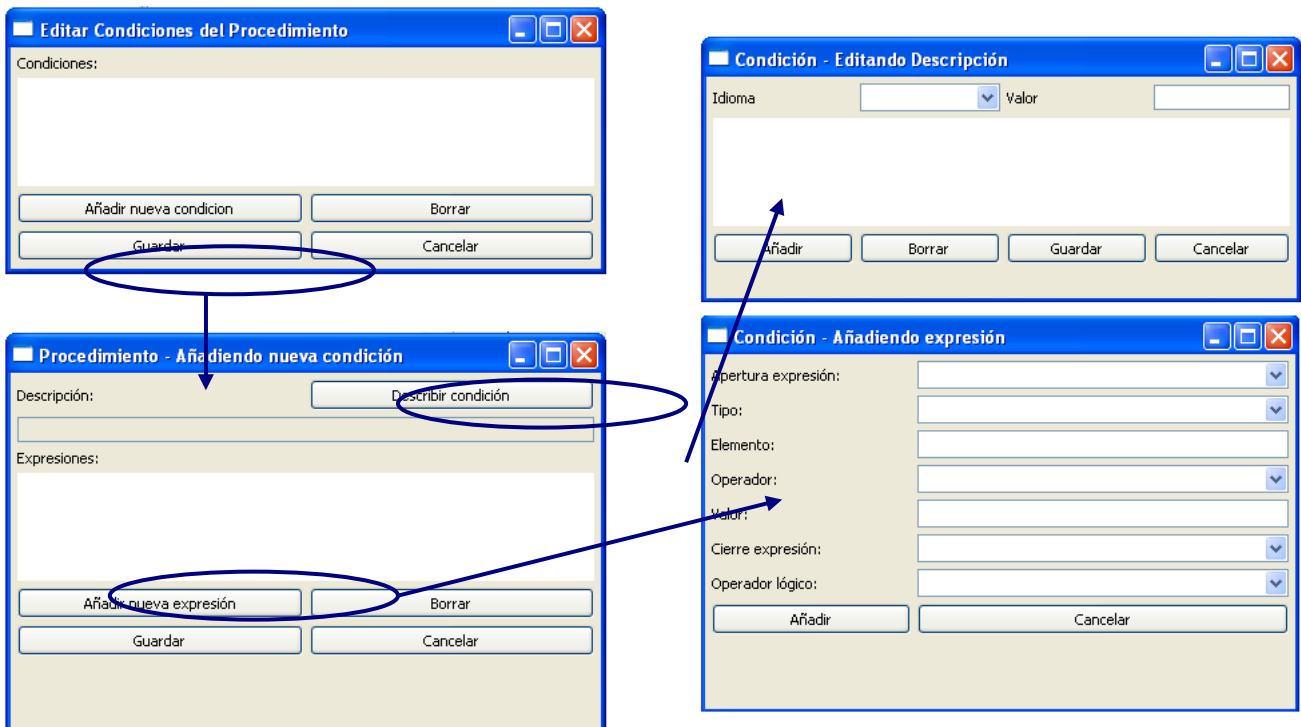 Editar Condiciones del Procedimiento
Condiciones:
Añadir nueva condicion Borrar
Guardar Cancelar
Condición - Editando Descripción
Idioma Valor
Añadir Borrar Guardar Cancelar
Procedimiento - Añadiendo nueva condición
Descripción: Describir condición
Expresiones:
Añadir nueva expresión Borrar
Guardar Cancelar
Condición - Añadiendo expresión
Apertura expresión:
Tipo:
Elemento:
Operador:
Valor:
Cierre expresión:
Operador lógico:
Añadir Cancelar